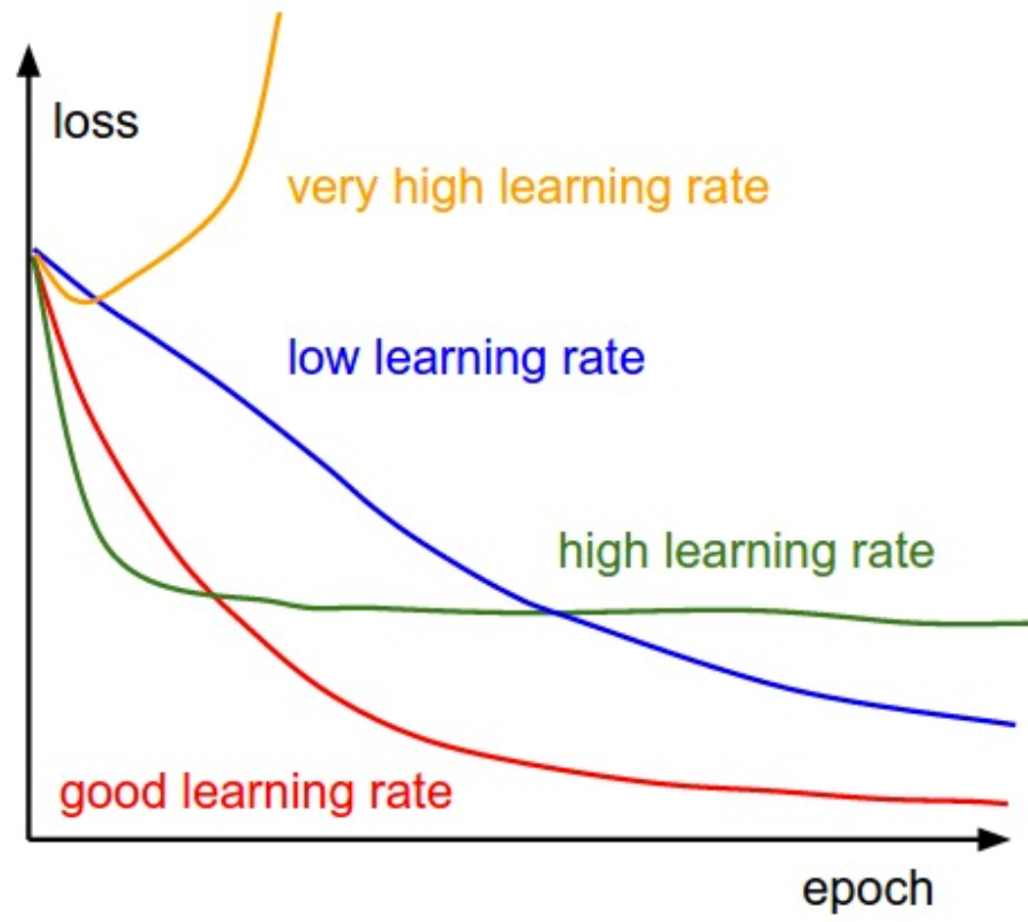 loss
very high learning rate
low learning rate
high learning rate
good learning rate
epoch